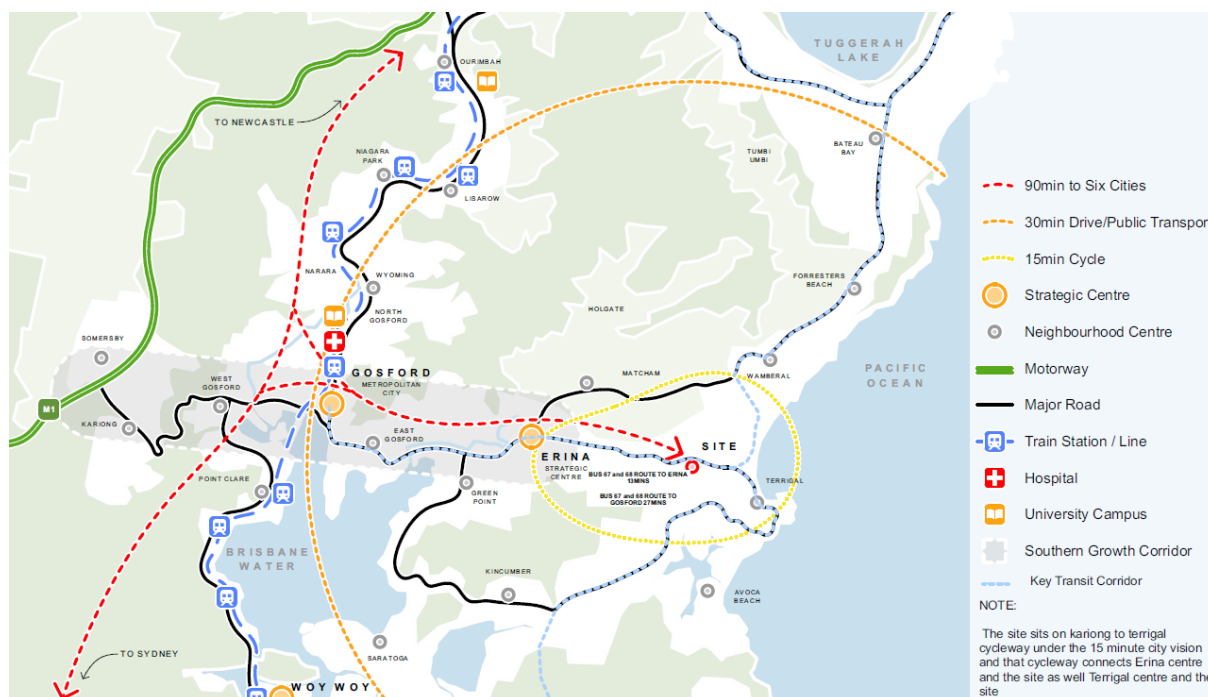 TUGGERAH
LAKE
OURIMBAH
TO NEWCASTLE
BATEAU
BAY
NIAGARA
PARK
TUMBI
UMBI
LISAROW
NARARA
WYOMING
FORRESTERS
BEACH
HOLGATE
NORTH
GOSFORD
SOMERSBY
PACIFIC
OCEAN
WEST
GOSFORD
GOSFORD
METROPOLITAN
CITY
MATCHAM
WAMBERAL
M1
KARIONG
EAST
GOSFORD
ERINA
STRATEGIC
CENTRE
SITE
BUS 67 and 68 ROUTE TO ERINA
13MINS
BUS 67 and 68 ROUTE TO
GOSFORD 27MINS
TERRIGAL
POINT CLARE
GREEN
POINT
BRISBANE
WATER
KINCUMBER
AVOCA
BEACH
TO SYDNEY
SARATOGA
WOY WOY
90min to Six Cities
30min Drive/Public Transpor
15min Cycle
Strategic Centre
Neighbourhood Centre
Motorway
Major Road
Train Station / Line
Hospital
University Campus
Southern Growth Corridor
Key Transit Corridor
NOTE:
The site sits on kariong to terrigal
cycleway under the 15 minute city vision
and that cycleway connects Erina centre
and the site as well Terrigal centre and the
site